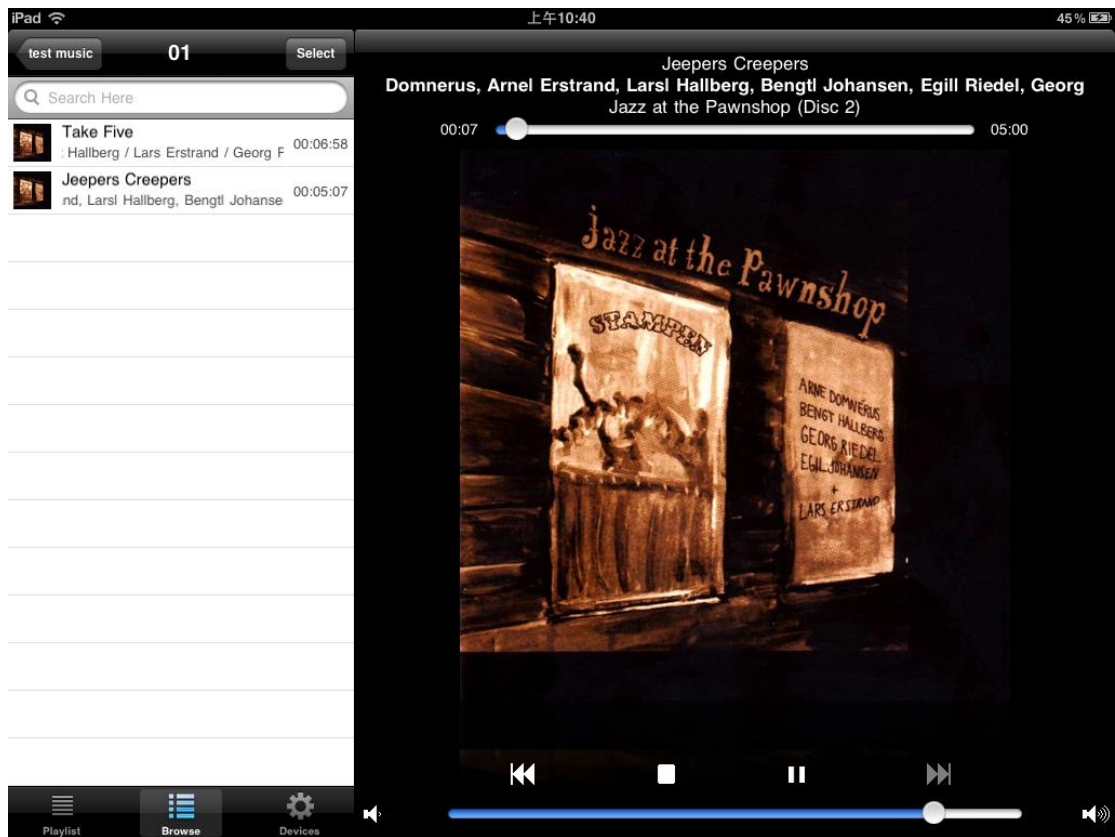 iPad 上午10:40 45%
test music 01 Select
Search Here
Take Five
: Hallberg / Lars Erstrand / Georg F 00:06:58
Jeepers Creepers
nd, Larsl Hallberg, Bengtl Johanse 00:05:07
Playlist Browse Devices
Jeepers Creepers
Domnerus, Arnel Erstrand, Larsl Hallberg, Bengtl Johansen, Egill Riedel, Georg
Jazz at the Pawnshop (Disc 2)
00:07 05:00
jazz at the Pawnshop
STAMPEN
ARNE DOMNÉRUS
BENGT HALLBERG
GEORG RIEDEL
EGIL JOHANSEN
+
LARS ERSTRAND